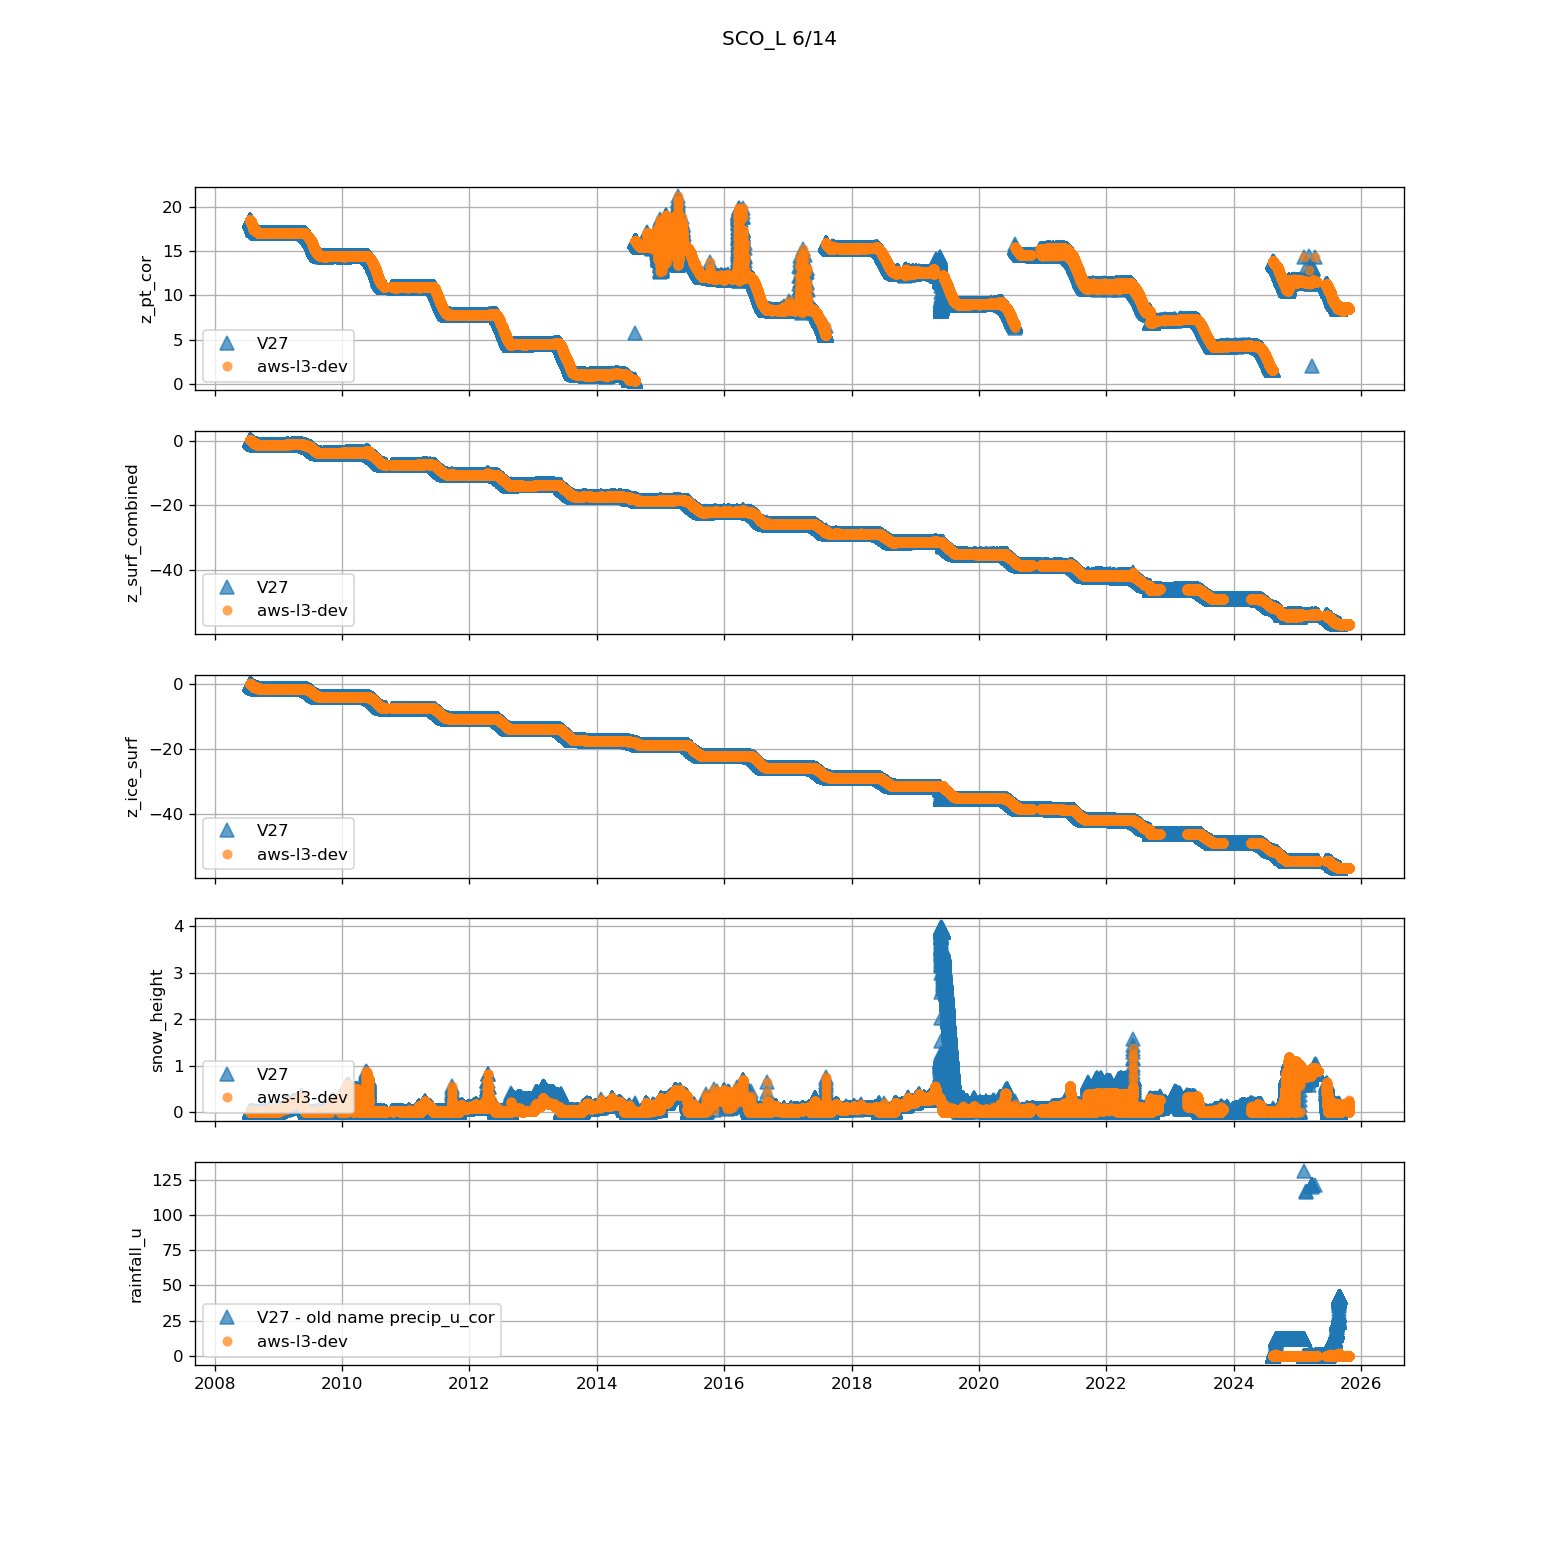 SCO_L 6/14
20
15
10
5
0
z_pt_cor
V27
aws-l3-dev
0
−20
−40
z_surf_combined
V27
aws-l3-dev
0
−20
−40
z_ice_surf
V27
aws-l3-dev
4
3
2
1
0
snow_height
V27
aws-l3-dev
125
100
75
50
25
0
rainfall_u
V27 - old name precip_u_cor
aws-l3-dev
2008 2010 2012 2014 2016 2018 2020 2022 2024 2026